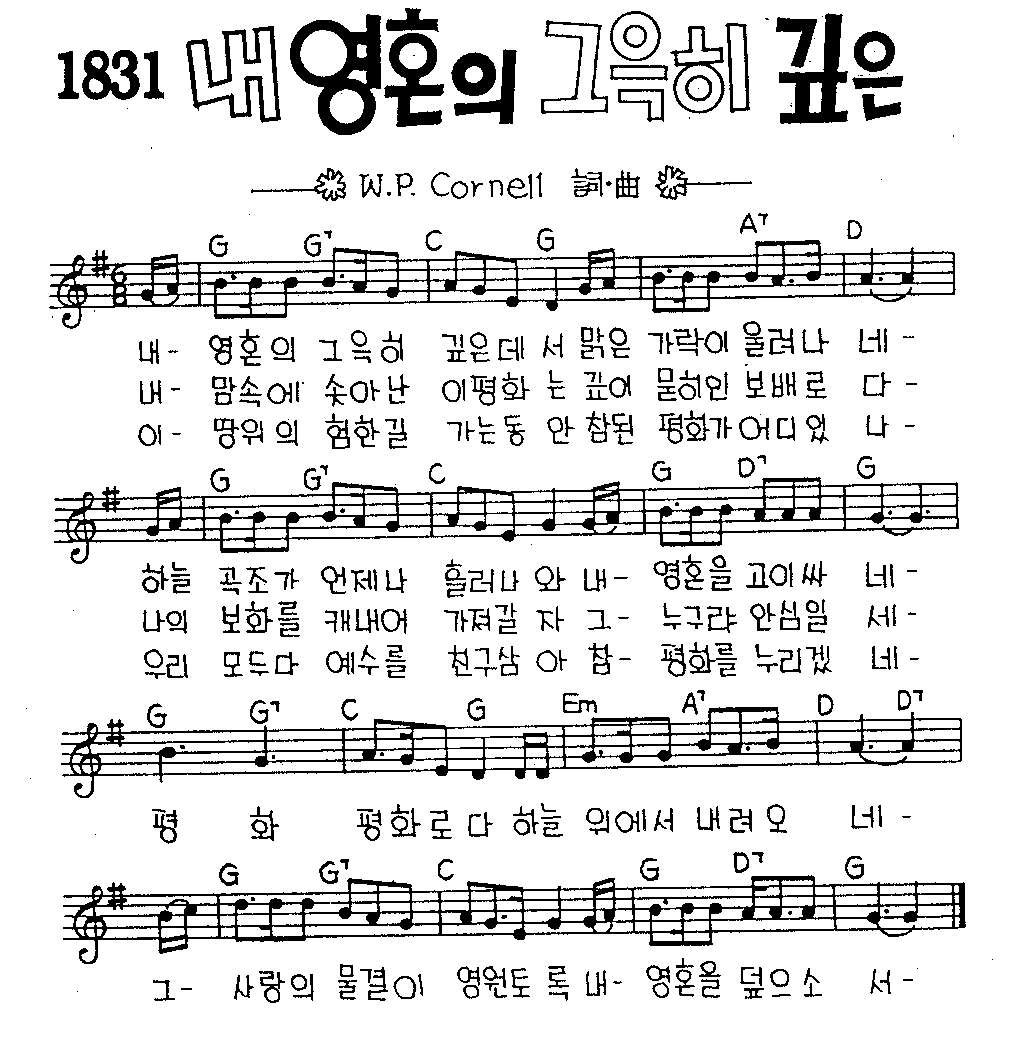 1831 내 영혼의 그윽히 깊은
W.P. Cornell 詞·曲
G G7 C G A7 D
내- 영혼의 그윽히 깊은데서 맑은 가락이 울려나 네-
내- 맘속에 솟아난 이평화는 깊이 묻히인 보배로 다-
이- 땅위의 험한길 가는동안 참된 평화가 어디있 나-
G G7 C G D7 G
하늘 곡조가 언제나 흘러나와 내- 영혼을 고이싸 네-
나의 보화를 캐내어 가져갈자 그- 누구랴 안심일 세-
우리 모두다 예수를 친구삼아 참- 평화를 누리겠 네-
G G7 C G Em A7 D D7
평 화 평화로다 하늘 위에서 내려오 네-
G G7 C G D7 G
그- 사랑의 물결이 영원도록 내- 영혼을 덮으소 서-